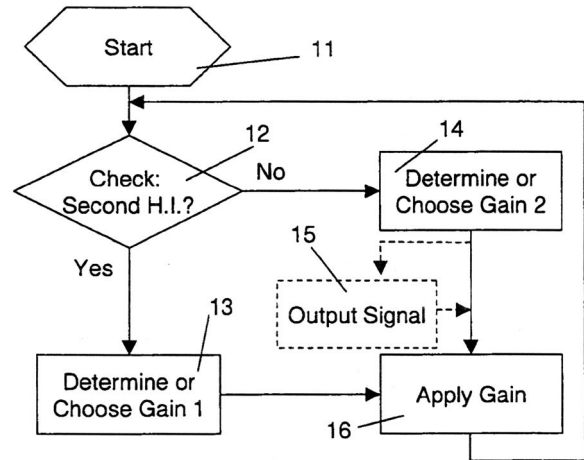 Start
11
12
14
Check:
Second H.I.?
No
Determine or
Choose Gain 2
15
Yes
Output Signal
13
Determine or
Choose Gain 1
Apply Gain
16